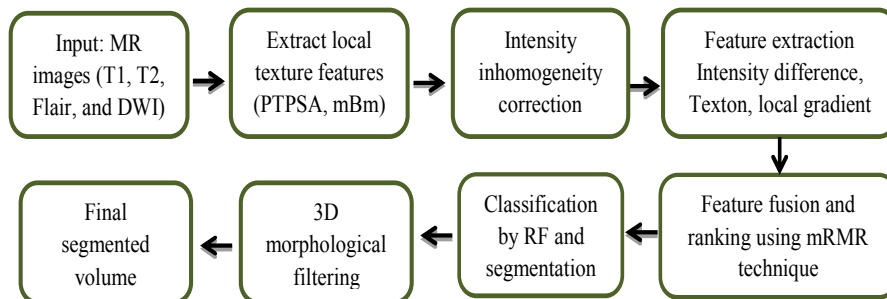 Input: MR
images (T1, T2,
Flair, and DWI)
Extract local
texture features
(PTPSA, mBm)
Intensity
inhomogeneity
correction
Feature extraction
Intensity difference,
Texton, local gradient
Feature fusion and
ranking using mRMR
technique
Classification
by RF and
segmentation
3D
morphological
filtering
Final
segmented
volume